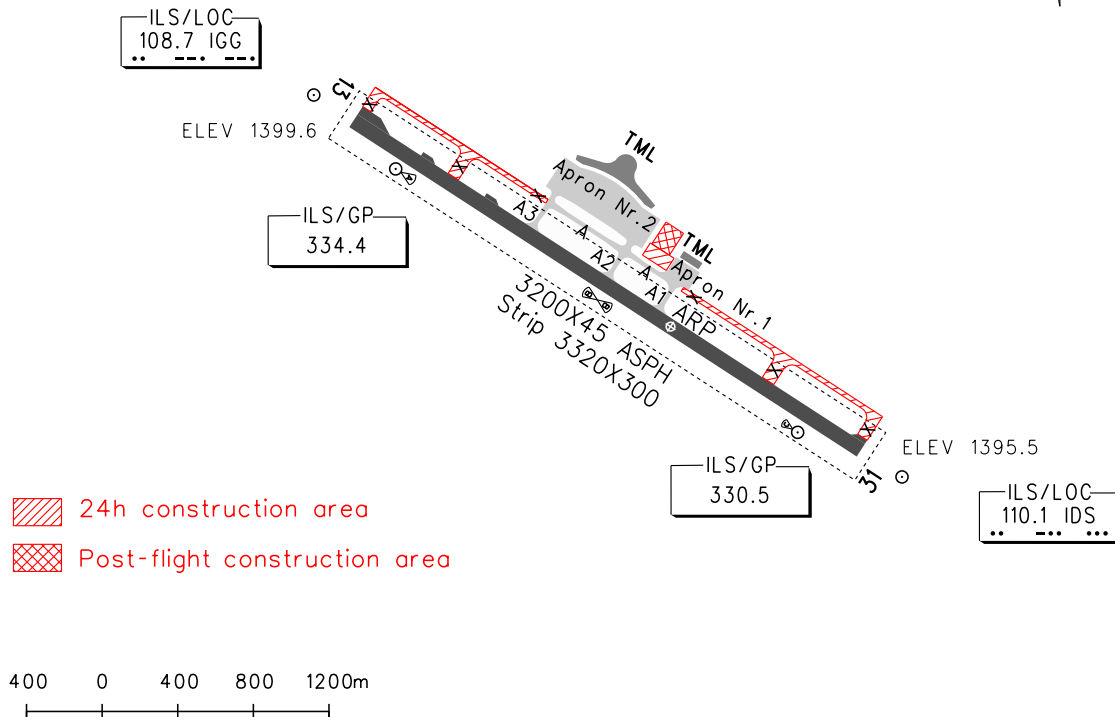 ILS/LOC
108.7 IGG
13
ELEV 1399.6
TML
Apron Nr.2
ILS/GP
334.4
A3
A
A2
TML
A
Apron Nr.1
A1
ARP
3200X45 ASPH
Strip 3320X300
ELEV 1395.5
31
ILS/GP
330.5
ILS/LOC
110.1 IDS
24h construction area
Post-flight construction area
400 0 400 800 1200m